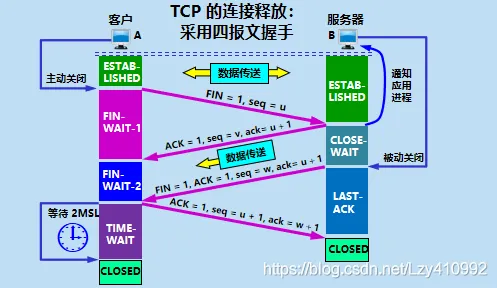 TCP 的连接释放：
采用四报文握手
客户
A
服务器
B
主动关闭
ESTAB-
LISHED
数据传送
ESTAB-
LISHED
通知
应用
进程
FIN = 1, seq = u
FIN-
WAIT-1
ACK = 1, seq = v, ack= u + 1
CLOSE-
WAIT
数据传送
被动关闭
FIN-
WAIT-2
FIN = 1, ACK = 1, seq = w, ack= u + 1
LAST-
ACK
等待 2MSL
ACK = 1, seq = u + 1, ack = w + 1
TIME-
WAIT
CLOSED
CLOSED
https://blog.csdn.net/Lzy410992